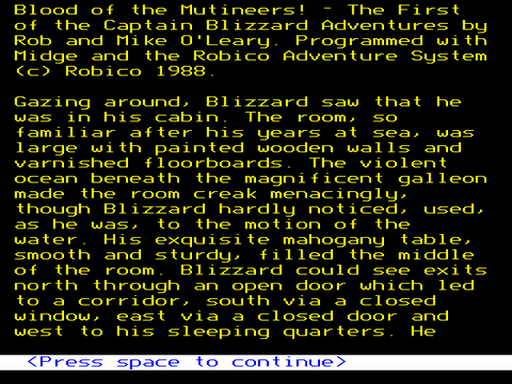 Blood of the Mutineers! - The First
of the Captain Blizzard Adventures by
Rob and Mike O'Leary. Programmed with
Midge and the Robico Adventure System
(c) Robico 1988.

Gazing around, Blizzard saw that he
was in his cabin. The room, so
familiar after his years at sea, was
large with painted wooden walls and
varnished floorboards. The violent
ocean beneath the magnificent galleon
made the room creak menacingly,
though Blizzard hardly noticed, used,
as he was, to the motion of the
water. His exquisite mahogany table,
smooth and sturdy, filled the middle
of the room. Blizzard could see exits
north through an open door which led
to a corridor, south via a closed
window, east via a closed door and
west to his sleeping quarters. He
<Press space to continue>